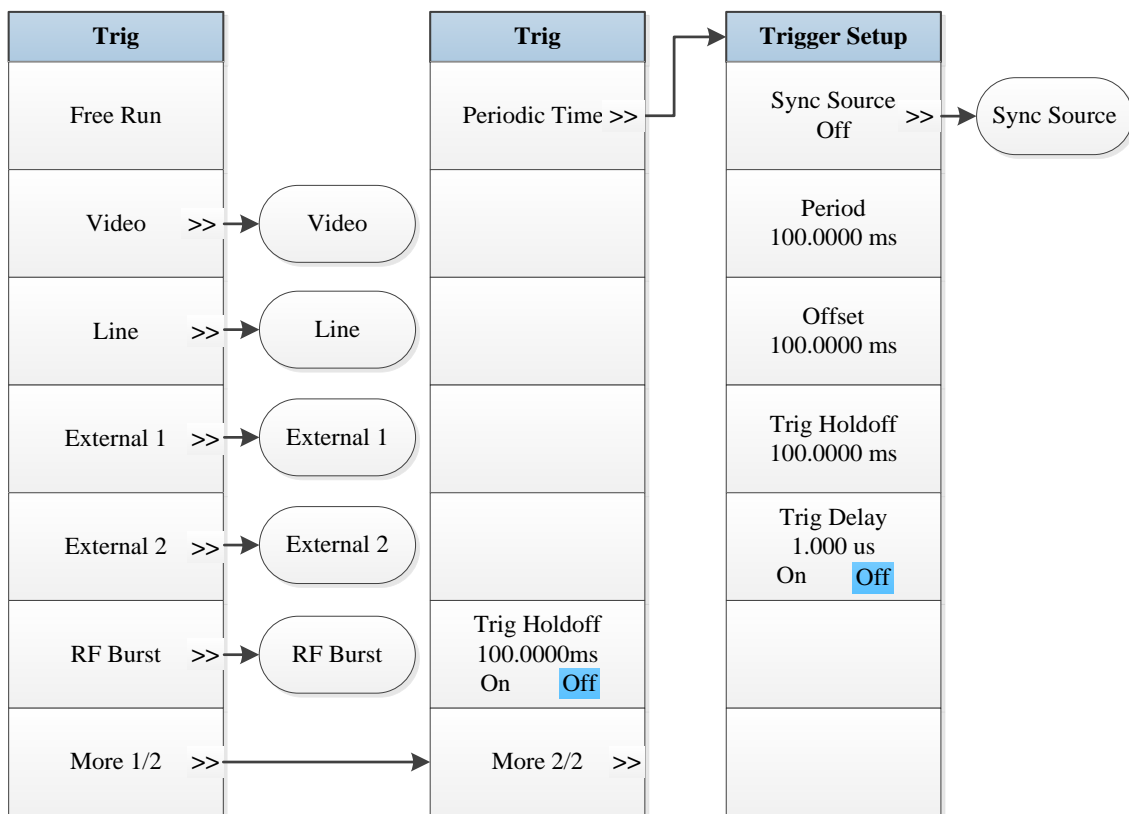 Trig
Free Run
Video >>
Video
Line >>
Line
External 1 >>
External 1
External 2 >>
External 2
RF Burst >>
RF Burst
More 1/2 >>
Trig
Periodic Time >>
Trig Holdoff
100.0000ms
On Off
More 2/2 >>
Trigger Setup
Sync Source
Off
>>
Sync Source
Period
100.0000 ms
Offset
100.0000 ms
Trig Holdoff
100.0000 ms
Trig Delay
1.000 us
On Off